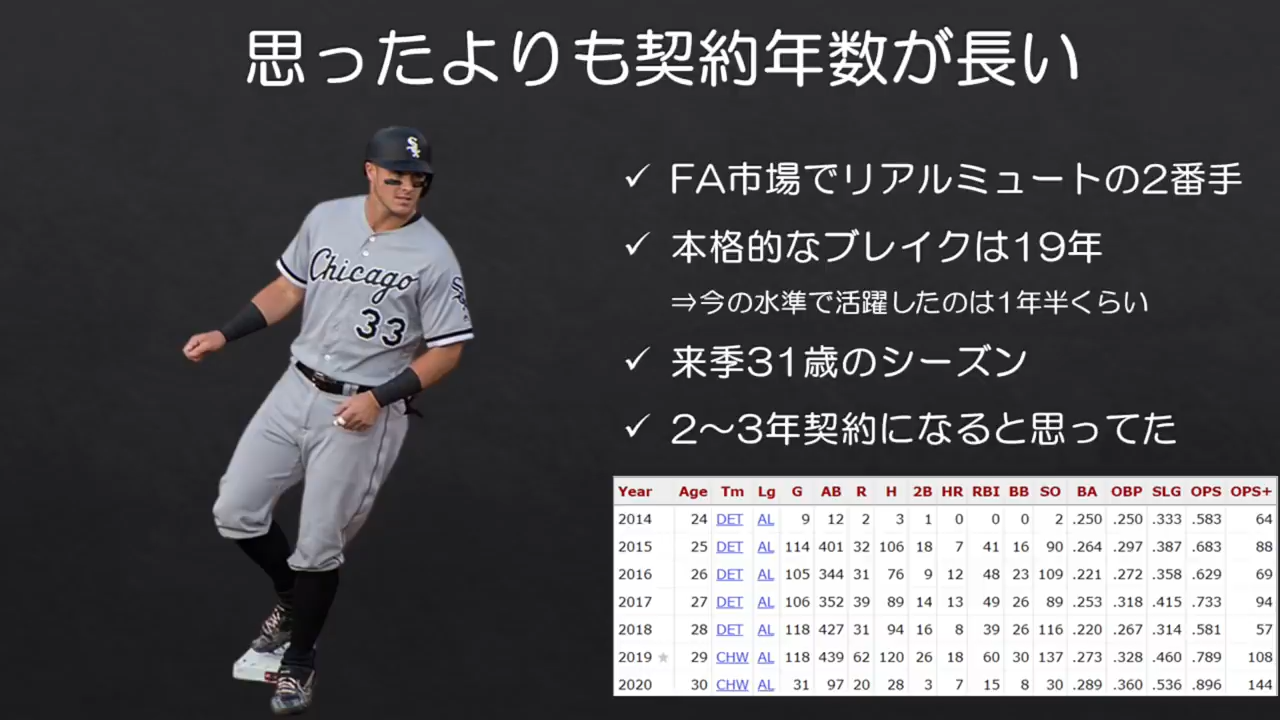 思ったよりも契約年数が長い
✓ FA市場でリアルミュートの2番手
✓ 本格的なブレイクは19年
⇒今の水準で活躍したのは1年半くらい
✓ 来季31歳のシーズン
✓ 2～3年契約になると思ってた
Chicago
33
Year Age Tm Lg G AB R H 2B HR RBI BB SO BA OBP SLG OPS OPS+
2014 24 DET AL 9 12 2 3 1 0 0 0 2 .250 .250 .333 .583 64
2015 25 DET AL 114 401 32 106 18 7 41 16 90 .264 .297 .387 .683 88
2016 26 DET AL 105 344 31 76 9 12 48 23 109 .221 .272 .358 .629 69
2017 27 DET AL 106 352 39 89 14 13 49 26 89 .253 .318 .415 .733 94
2018 28 DET AL 118 427 31 94 16 8 39 26 116 .220 .267 .314 .581 57
2019 ★ 29 CHW AL 118 439 62 120 26 18 60 30 137 .273 .328 .460 .789 108
2020 30 CHW AL 31 97 20 28 3 7 15 8 30 .289 .360 .536 .896 144